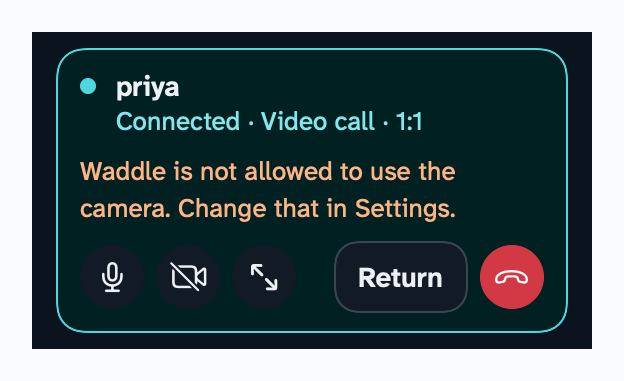 priya
Connected · Video call · 1:1
Waddle is not allowed to use the
camera. Change that in Settings.
Return